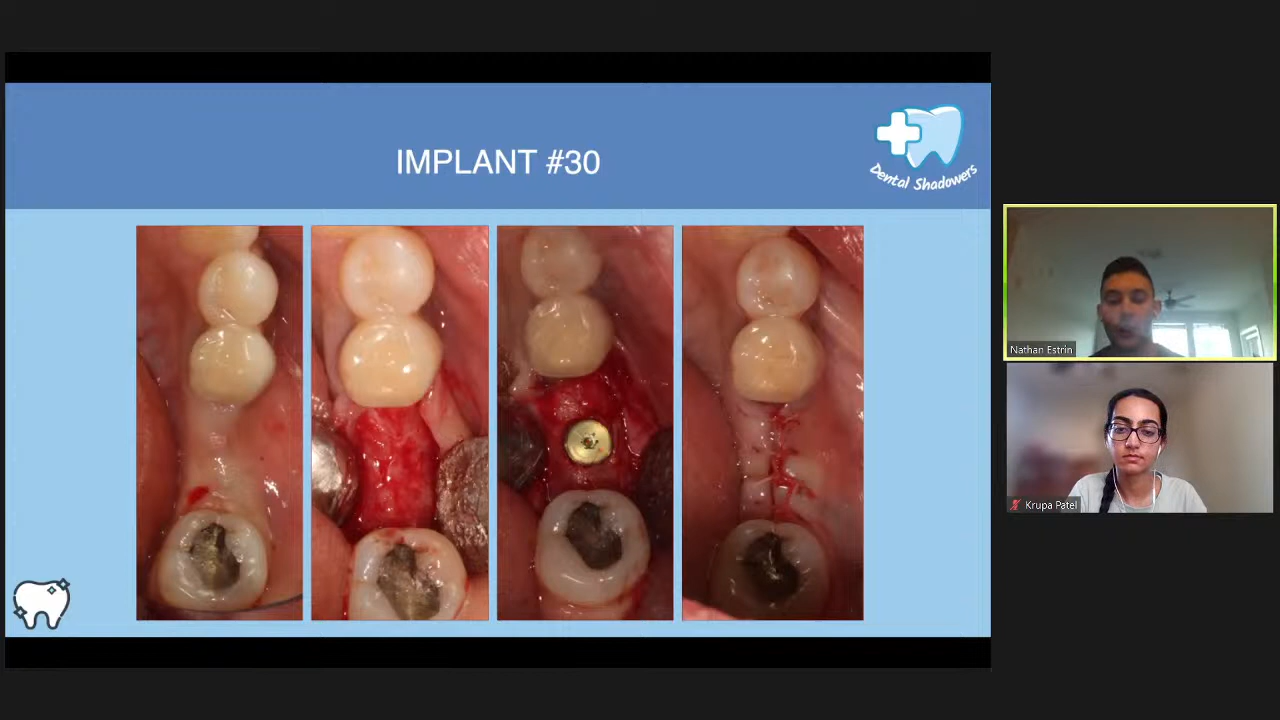 IMPLANT #30
Dental Shadowers
Nathan Estrin
Krupa Patel